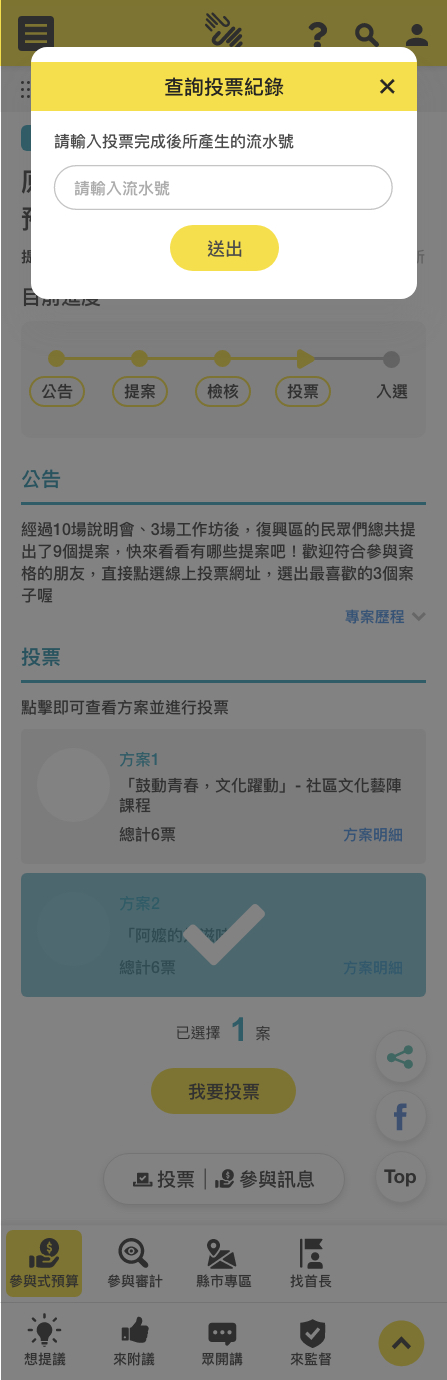 查詢投票紀錄
請輸入投票完成後所產生的流水號
請輸入流水號
送出
目前進度
公告
提案
檢核
投票
入選
公告
經過10場說明會、3場工作坊後，復興區的民眾們總共提
出了9個提案，快來看看有哪些提案吧！歡迎符合參與資
格的朋友，直接點選線上投票網址，選出最喜歡的3個案
子喔
專案歷程
投票
點擊即可查看方案並進行投票
方案1
「鼓動青春，文化躍動」- 社區文化藝陣
課程
總計6票
方案明細
方案2
「阿嬤的
總計6票
方案明細
已選擇 1 案
我要投票
投票｜參與訊息
Top
參與式預算
參與審計
縣市專區
找首長
想提議
來附議
眾開講
來監督